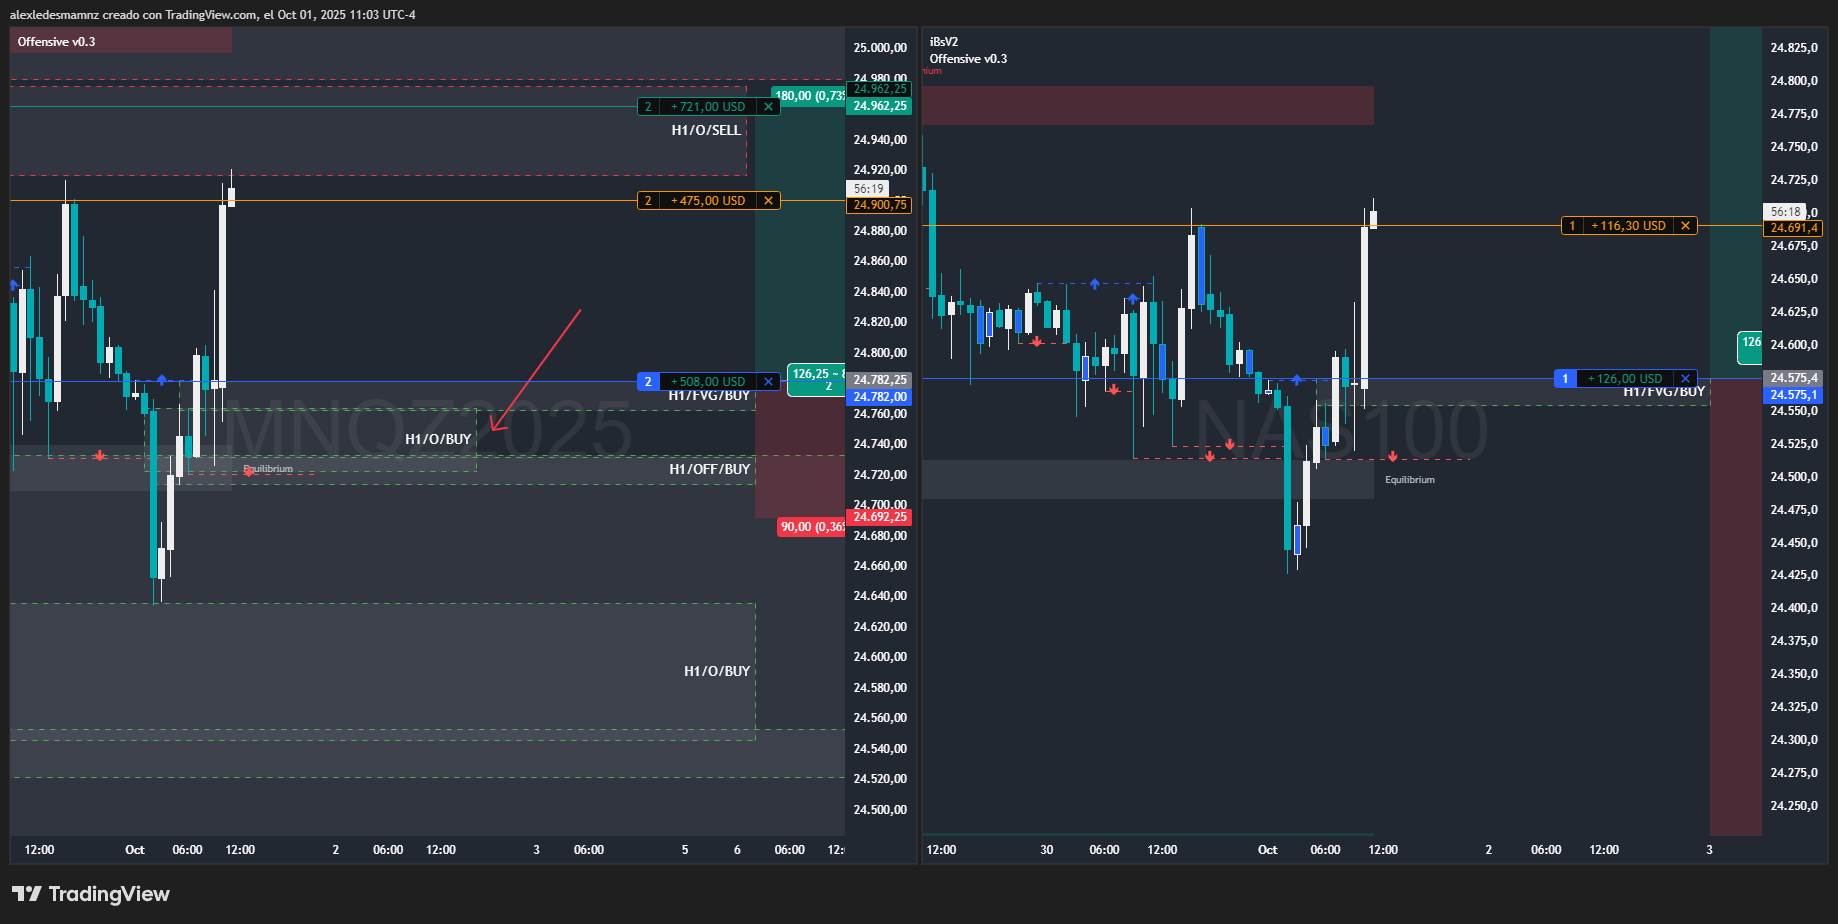 alexledesmamnz creado con TradingView.com, el Oct 01, 2025 11:03 UTC-4
Offensive v0.3
MNQZ2025
H1/O/SELL
H1/FVG/BUY
H1/O/BUY
H1/OFF/BUY
Equilibrium
H1/O/BUY
2 +721,00 USD ×
2 +475,00 USD ×
2 +508,00 USD ×
180,00 (0,73%
126,25 ~
2
90,00 (0,36%
25.000,00
24.980,00
24.962,25
24.962,25
24.940,00
24.920,00
56:19
24.900,75
24.880,00
24.860,00
24.840,00
24.820,00
24.800,00
24.782,25
24.782,00
24.760,00
24.740,00
24.720,00
24.700,00
24.692,25
24.680,00
24.660,00
24.640,00
24.620,00
24.600,00
24.580,00
24.560,00
24.540,00
24.520,00
24.500,00
12:00 Oct 06:00 12:00 2 06:00 12:00 3 06:00 5 6 06:00
iBsV2
Offensive v0.3
NAS100
H1/FVG/BUY
Equilibrium
1 +116,30 USD ×
1 +126,00 USD ×
126
24.825,0
24.800,0
24.775,0
24.750,0
24.725,0
56:18
24.691,4
24.675,0
24.650,0
24.625,0
24.600,0
24.575,4
24.575,1
24.550,0
24.525,0
24.500,0
24.475,0
24.450,0
24.425,0
24.400,0
24.375,0
24.350,0
24.325,0
24.300,0
24.275,0
24.250,0
12:00 30 06:00 12:00 Oct 06:00 12:00 2 06:00 12:00 3
TradingView